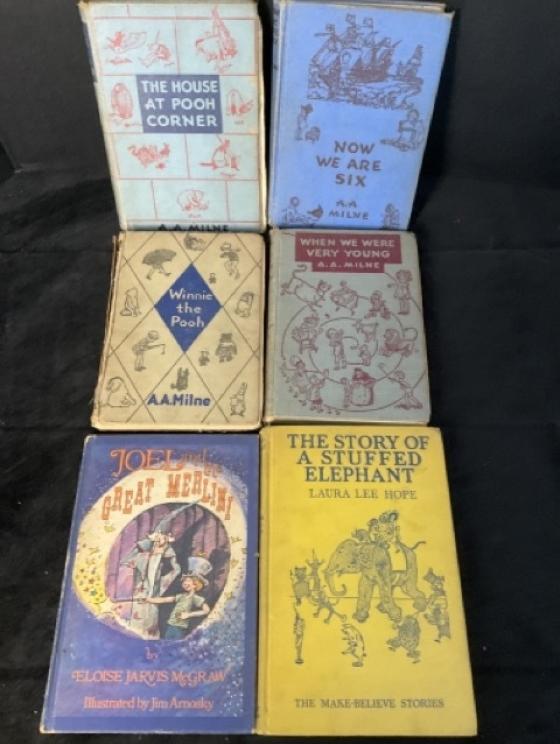 THE HOUSE
AT POOH
CORNER
A.A. MILNE
NOW
WE ARE
SIX
A.A
MILNE
Winnie
the
Pooh
A.A.Milne
WHEN WE WERE
VERY YOUNG
A.A. MILNE
JOEL and the
GREAT MERLINI
by
ELOISE JARVIS McGRAW
Illustrated by Jim Arnosky
THE STORY OF
A STUFFED
ELEPHANT
LAURA LEE HOPE
THE MAKE-BELIEVE STORIES